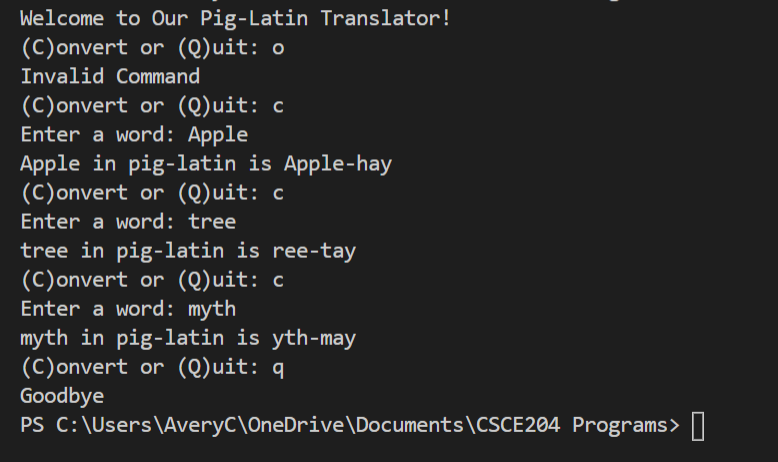 Welcome to Our Pig-Latin Translator!
(C)onvert or (Q)uit: o
Invalid Command
(C)onvert or (Q)uit: c
Enter a word: Apple
Apple in pig-latin is Apple-hay
(C)onvert or (Q)uit: c
Enter a word: tree
tree in pig-latin is ree-tay
(C)onvert or (Q)uit: c
Enter a word: myth
myth in pig-latin is yth-may
(C)onvert or (Q)uit: q
Goodbye
PS C:\Users\AveryC\OneDrive\Documents\CSCE204 Programs>